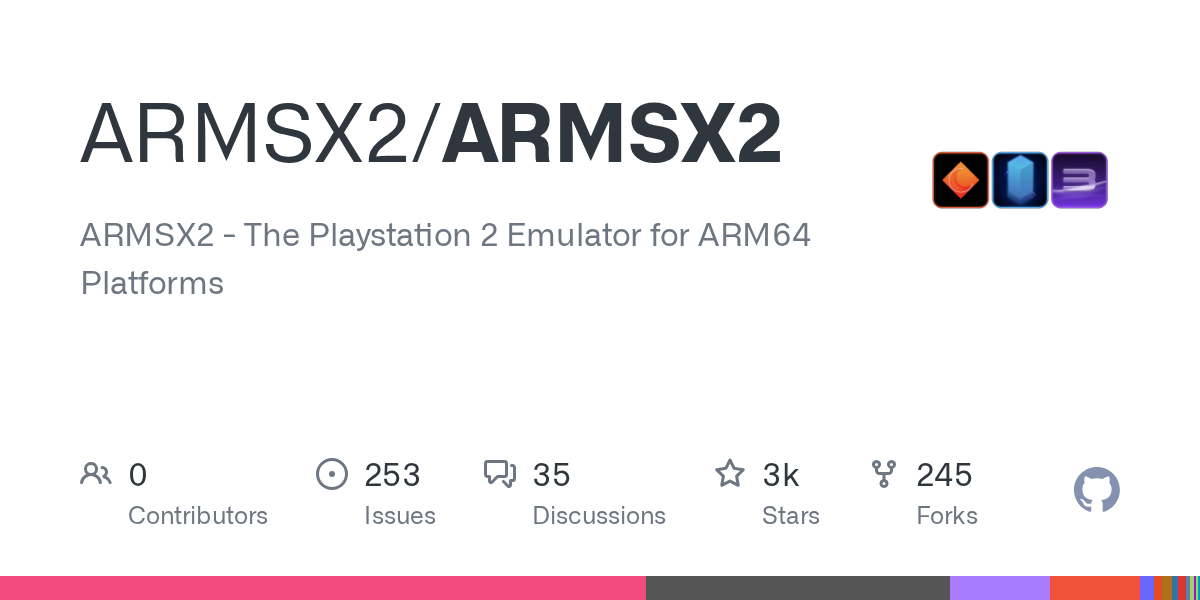 ARMSX2/ARMSX2
ARMSX2 - The Playstation 2 Emulator for ARM64
Platforms
0
Contributors
253
Issues
35
Discussions
3k
Stars
245
Forks